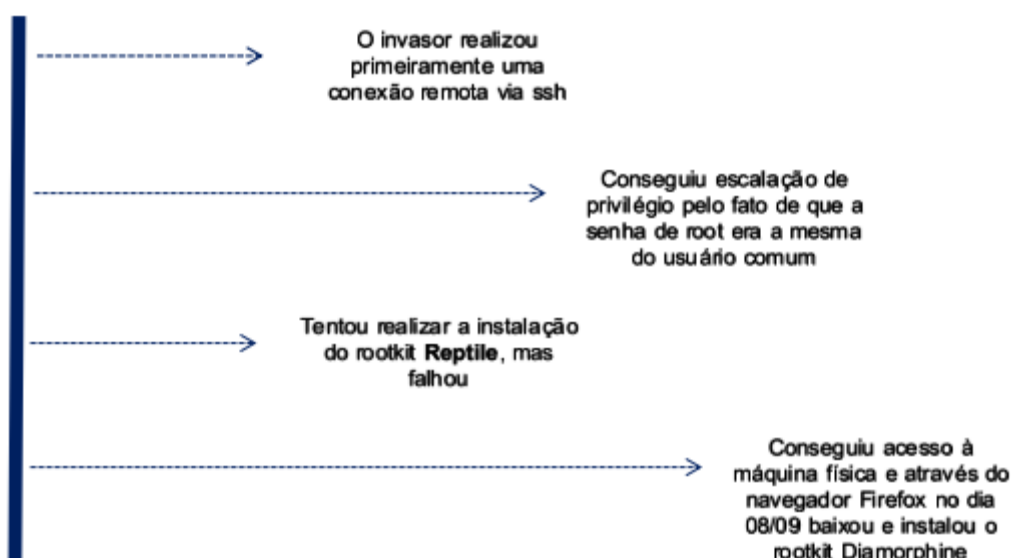 O invasor realizou
primeiramente uma
conexão remota via ssh
Conseguiu escalação de
privilégio pelo fato de que a
senha de root era a mesma
do usuário comum
Tentou realizar a instalação
do rootkit Reptile, mas
falhou
Conseguiu acesso à
máquina física e através do
navegador Firefox no dia
08/09 baixou e instalou o
rootkit Diamorphine